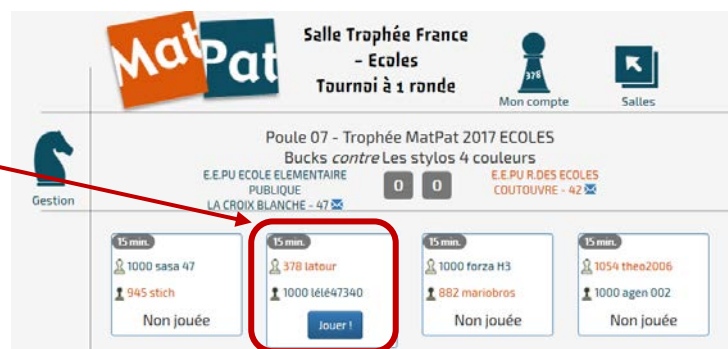 MatPat
Salle Trophée France
- Ecoles
Tournoi à 1 ronde
378
Mon compte
Salles
Gestion
Poule 07 - Trophée MatPat 2017 ECOLES
Bucks contre Les stylos 4 couleurs
E.E.PU ECOLE ELEMENTAIRE
PUBLIQUE
LA CROIX BLANCHE - 47
0 0
E.E.PU R.DES ECOLES
COUTOUVRE - 42
15 min.
1000 sasa 47
945 stich
Non jouée
15 min.
378 latour
1000 lélé47340
Jouer !
15 min.
1000 forza H3
882 mariobros
Non jouée
15 min.
1054 theo2006
1000 agen 002
Non jouée